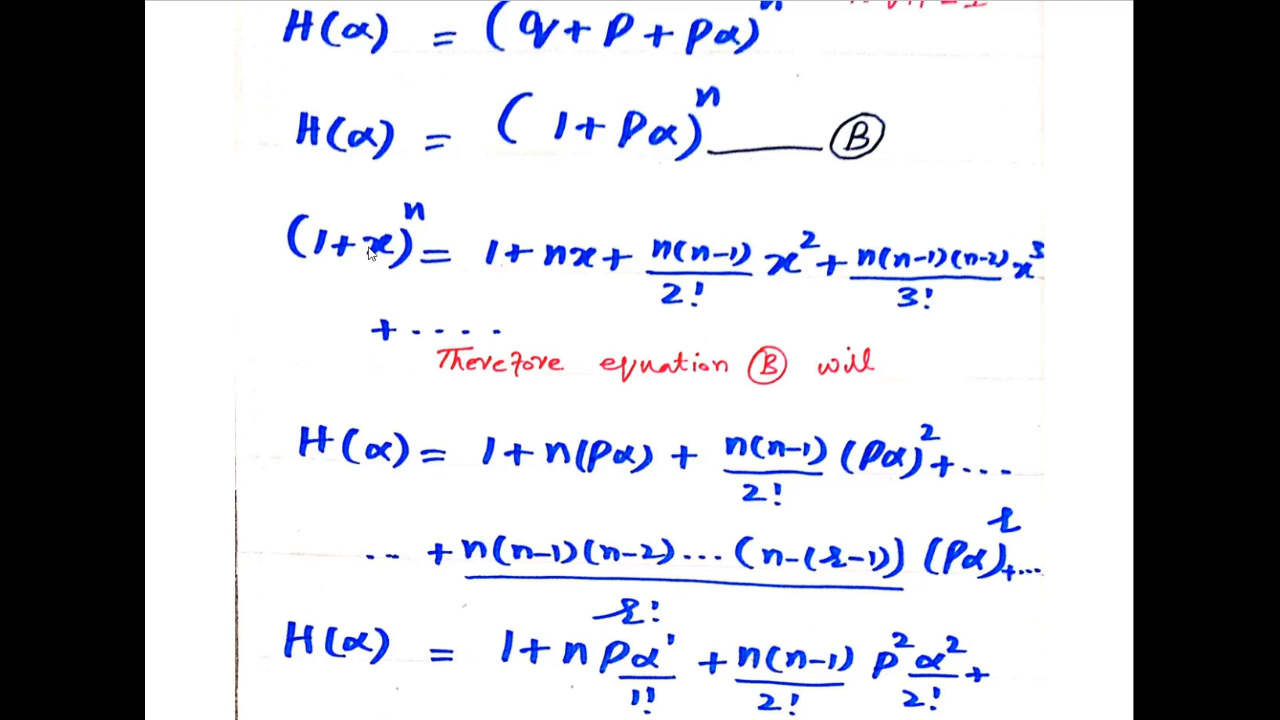 H(α) = (q + p + pα)ⁿ
H(α) = (1 + pα)ⁿ ——— Ⓑ
(1+x)ⁿ = 1 + nx + n(n-1)/2! x² + n(n-1)(n-2)/3! x³
+ ....
Therefore equation Ⓑ will
H(α) = 1 + n(pα) + n(n-1)/2! (pα)² + ...
.. + n(n-1)(n-2)...(n-(r-1))/r! (pα)ʳ + ...
H(α) = 1 + n p α¹/1! + n(n-1)/2! p² α²/2! +